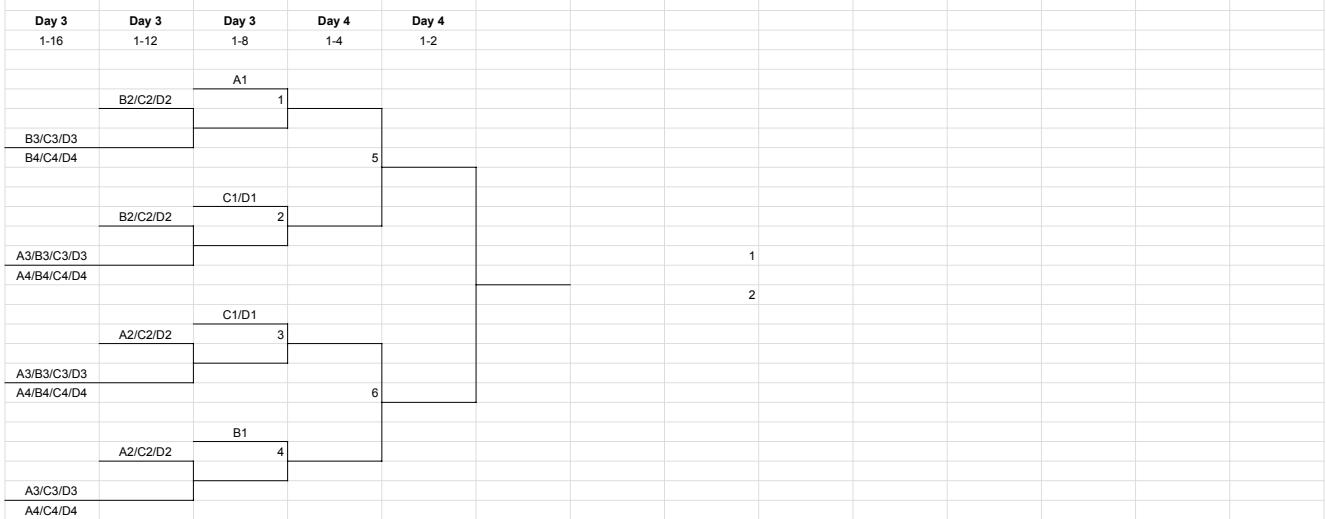 Day 3 Day 3 Day 3 Day 4 Day 4
1-16 1-12 1-8 1-4 1-2
A1
B2/C2/D2 1
B3/C3/D3
B4/C4/D4 5
C1/D1
B2/C2/D2 2
A3/B3/C3/D3 1
A4/B4/C4/D4
2
C1/D1
A2/C2/D2 3
A3/B3/C3/D3
A4/B4/C4/D4 6
B1
A2/C2/D2 4
A3/C3/D3
A4/C4/D4